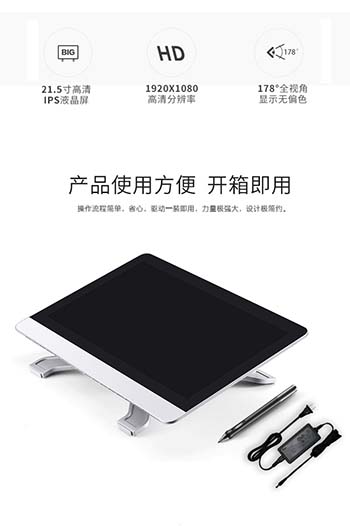 BIG
HD
178°
21.5寸高清
IPS液晶屏
1920X1080
高清分辨率
178°全视角
显示无偏色
产品使用方便 开箱即用
操作流程简单，省心，驱动一装即用，力量极强大，设计极简约。